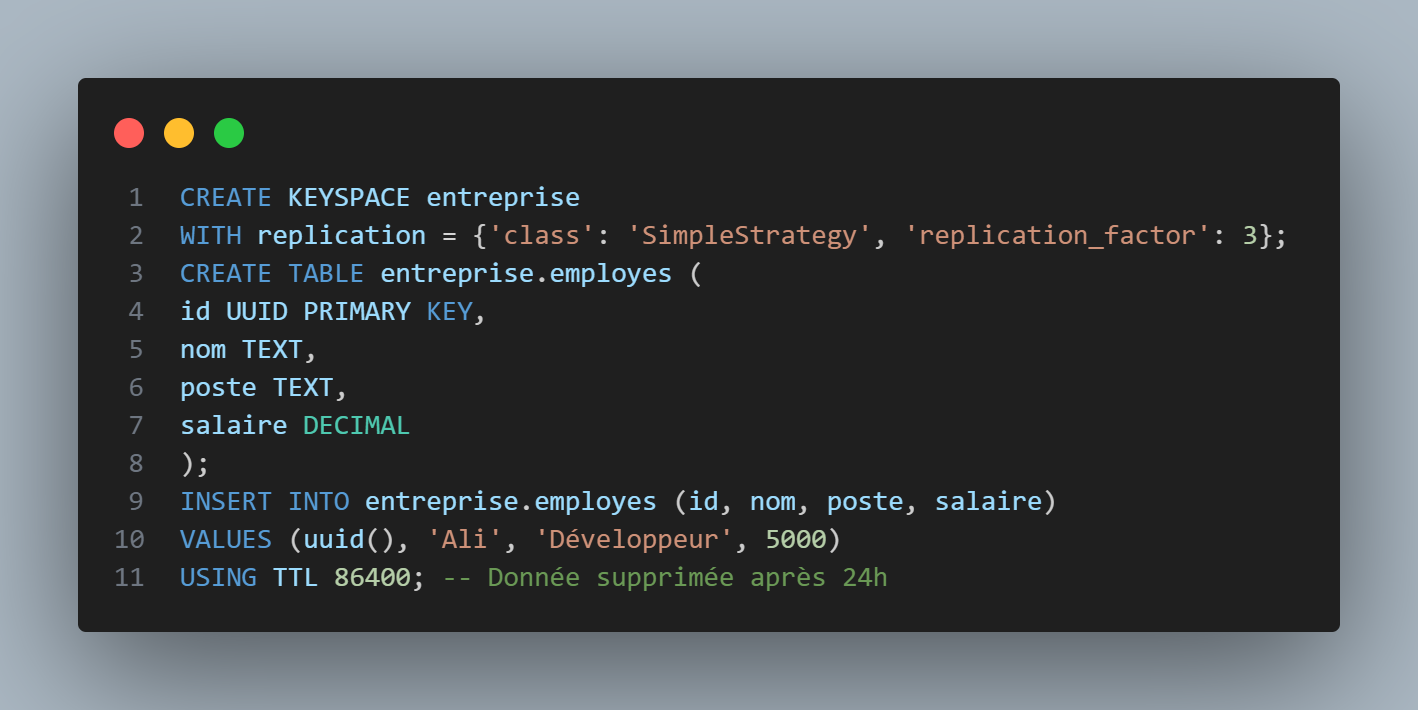 1 CREATE KEYSPACE entreprise
2 WITH replication = {'class': 'SimpleStrategy', 'replication_factor': 3};
3 CREATE TABLE entreprise.employes (
4 id UUID PRIMARY KEY,
5 nom TEXT,
6 poste TEXT,
7 salaire DECIMAL
8 );
9 INSERT INTO entreprise.employes (id, nom, poste, salaire)
10 VALUES (uuid(), 'Ali', 'Développeur', 5000)
11 USING TTL 86400; -- Donnée supprimée après 24h